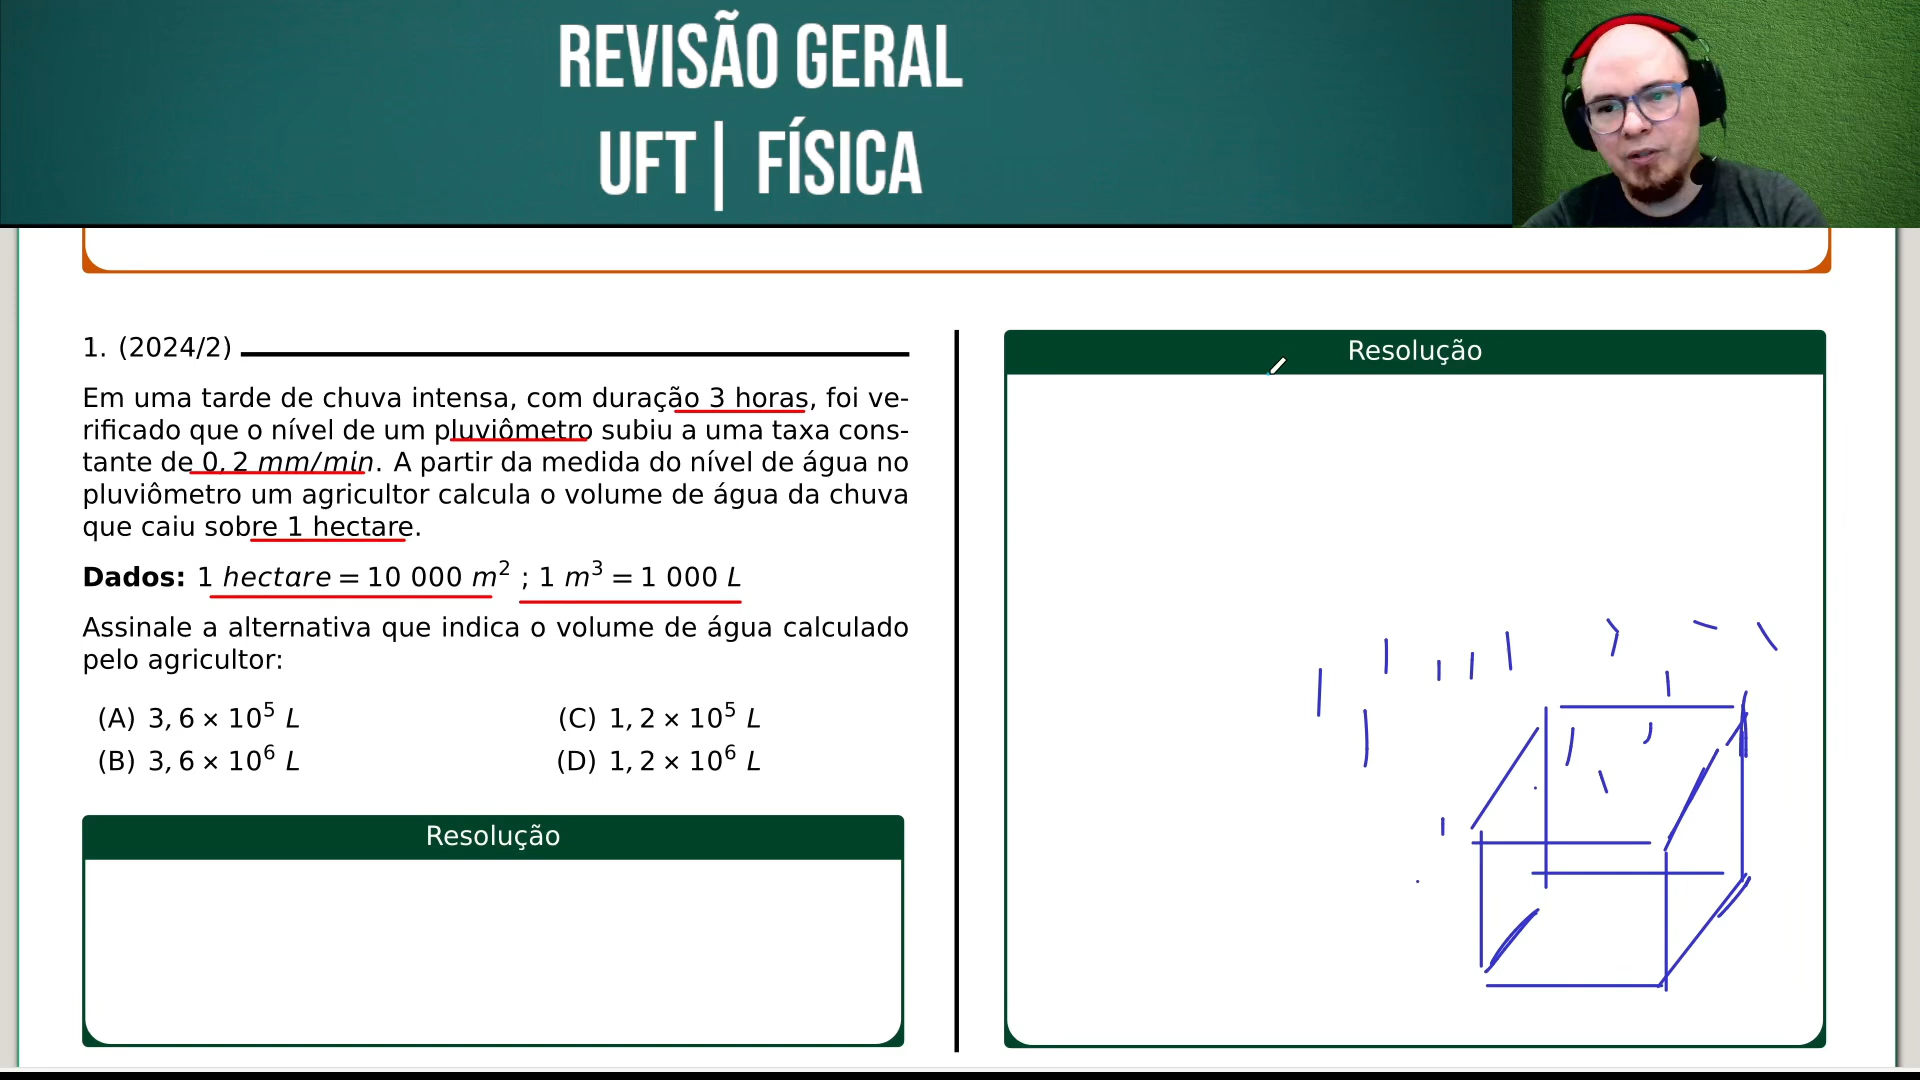 REVISÃO GERAL
UFT| FÍSICA
1. (2024/2)
Em uma tarde de chuva intensa, com duração 3 horas, foi ve-
rificado que o nível de um pluviômetro subiu a uma taxa cons-
tante de 0, 2 mm/min. A partir da medida do nível de água no
pluviômetro um agricultor calcula o volume de água da chuva
que caiu sobre 1 hectare.
Dados: 1 hectare = 10 000 m² ; 1 m³ = 1 000 L
Assinale a alternativa que indica o volume de água calculado
pelo agricultor:
(A) 3, 6 × 10⁵ L
(B) 3, 6 × 10⁶ L
(C) 1, 2 × 10⁵ L
(D) 1, 2 × 10⁶ L
Resolução
Resolução